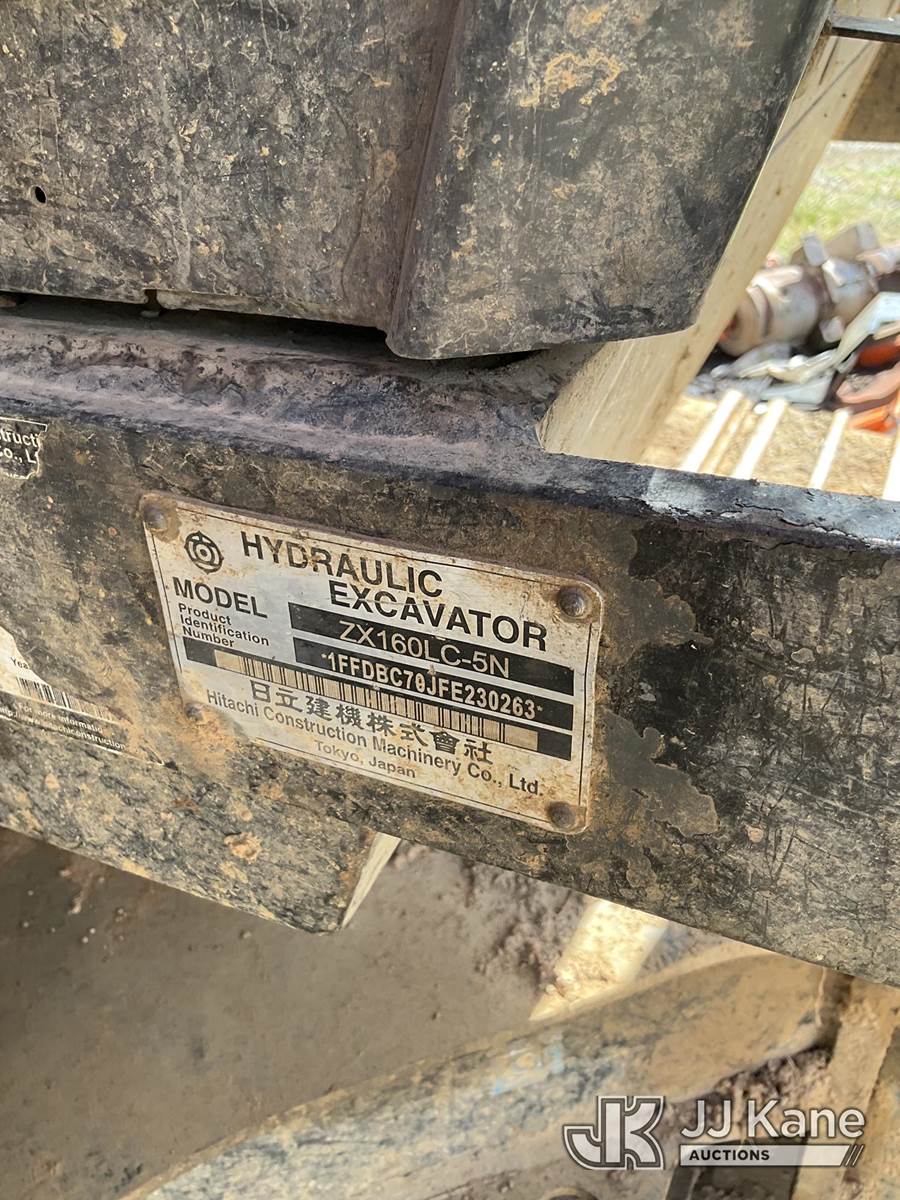 HYDRAULIC
EXCAVATOR
MODEL
ZX160LC-5N
Product
Identification
Number
*1FFDBC70JFE230263*
日立建機株式會社
Hitachi Construction Machinery Co., Ltd.
Tokyo, Japan
JK
JJ Kane
AUCTIONS